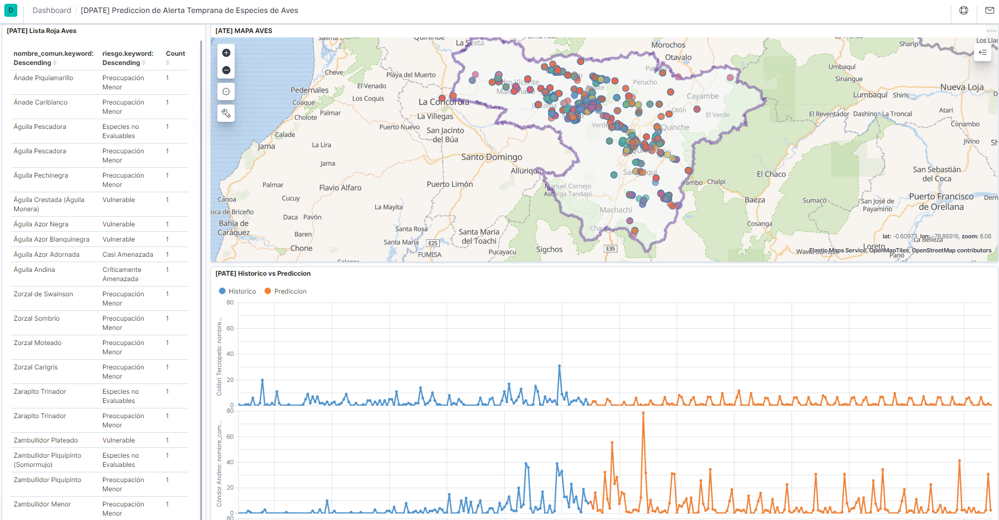 D Dashboard / [DPATE] Prediccion de Alerta Temprana de Especies de Aves
[PATE] Lista Roja Aves
nombre_comun.keyword: Descending
riesgo.keyword: Descending
Count
Ánade Piquiamarillo Preocupación Menor 1
Ánade Cariblanco Preocupación Menor 1
Águila Pescadora Especies no Evaluables 1
Águila Pescadora Preocupación Menor 1
Águila Pechinegra Preocupación Menor 1
Águila Crestada (Águila Monera) Vulnerable 1
Águila Azor Negra Vulnerable 1
Águila Azor Blanquinegra Vulnerable 1
Águila Azor Adornada Casi Amenazada 1
Águila Andina Críticamente Amenazada 1
Zorzal de Swainson Preocupación Menor 1
Zorzal Sombrío Preocupación Menor 1
Zorzal Moteado Preocupación Menor 1
Zorzal Carigrís Preocupación Menor 1
Zarapito Trinador Especies no Evaluables 1
Zarapito Trinador Preocupación Menor 1
Zambullidor Plateado Vulnerable 1
Zambullidor Piquipinto (Somormujo) Especies no Evaluables 1
Zambullidor Piquipinto Preocupación Menor 1
Zambullidor Menor Preocupación Menor 1
[ATE] MAPA AVES
La Sexta
Morochos
Sharip
Los Llan
Otavalo
Umbaquí
Cheve
Playa del Muerto
Sinangue
Perucho
Pedernales
El Venado
Nueva Loja
Coaque
Los Coquis
La Concordia
Cayambe
Lumbaquí
Shiris
Palmar
Cholote
La Villegas
Otón
El Verde
El Reventador
Dashino
La Troncal
Atari
Puerto Nuevo
San Jacinto del Búa
Quinche
Conambo
Calade
Jama
La Lira
Jivino
Santo Domingo
Jama
Alluriquín
San Sebastián del Coca
El Chaco
Palmar
Flavio Alfaro
Puerto Limón
Manuel Cornejo Astorga Tandapi
Chalpi
Canoa
Cucuy
Baeza
Sumaco
San José de Payamino
Puerto Francisco de Orellana
La Mayita
Machachi
Daca
Pavón
Bahía de Caráquez
Cosanga
Santa Rosa
Santa María del Toachi
Baren
Santa María
E25
Chone
FUMISA
Pucayacu
Sigchos
E35
Loreto
Pano
lat: -0.60973, lon: -78.86916, zoom: 8.06
Elastic Maps Service, OpenMapTiles, OpenStreetMap contributors
[PATE] Historico vs Prediccion
Historico Prediccion
80
60
40
20
0
Colibrí Terciopelo: nombre...
80
60
40
20
0
Cóndor Andino: nombre_com...
80